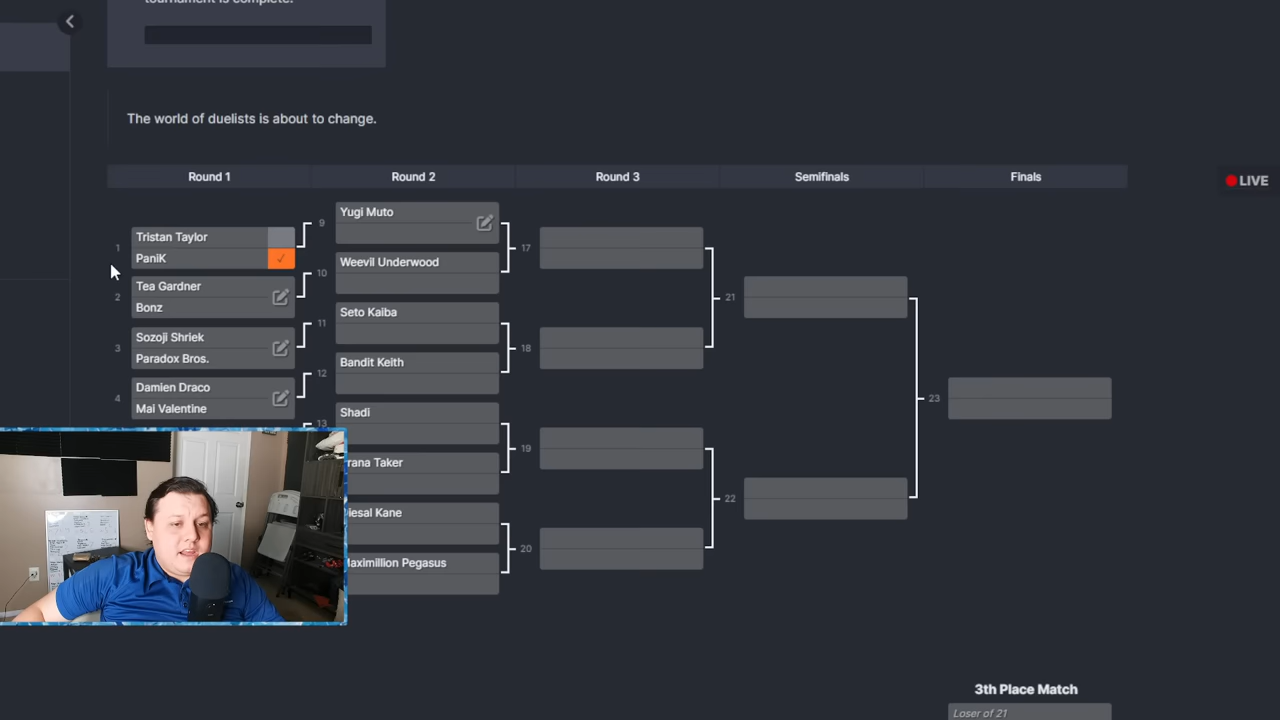 tournament is complete.
The world of duelists is about to change.
LIVE
Round 1
Round 2
Round 3
Semifinals
Finals
1
Tristan Taylor
PaniK
2
Tea Gardner
Bonz
3
Sozoji Shriek
Paradox Bros.
4
Damien Draco
Mai Valentine
9
Yugi Muto
10
Weevil Underwood
11
Seto Kaiba
12
Bandit Keith
13
Shadi
Taker
Kane
Maximillion Pegasus
17
18
19
20
21
22
23
3th Place Match
Loser of 21